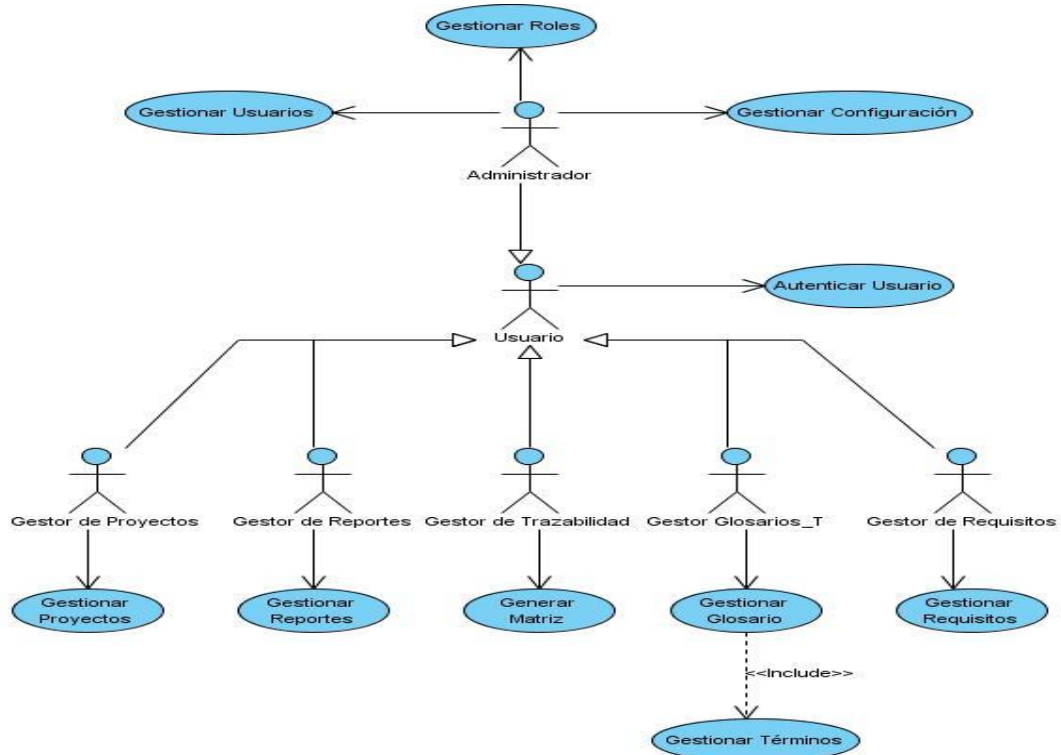 Gestionar Roles
Gestionar Usuarios
Gestionar Configuración
Administrador
Autenticar Usuario
Usuario
Gestor de Proyectos
Gestor de Reportes
Gestor de Trazabilidad
Gestor Glosarios_T
Gestor de Requisitos
Gestionar
Proyectos
Gestionar
Reportes
Generar
Matriz
Gestionar
Glosario
Gestionar
Requisitos
<<Include>>
Gestionar Términos